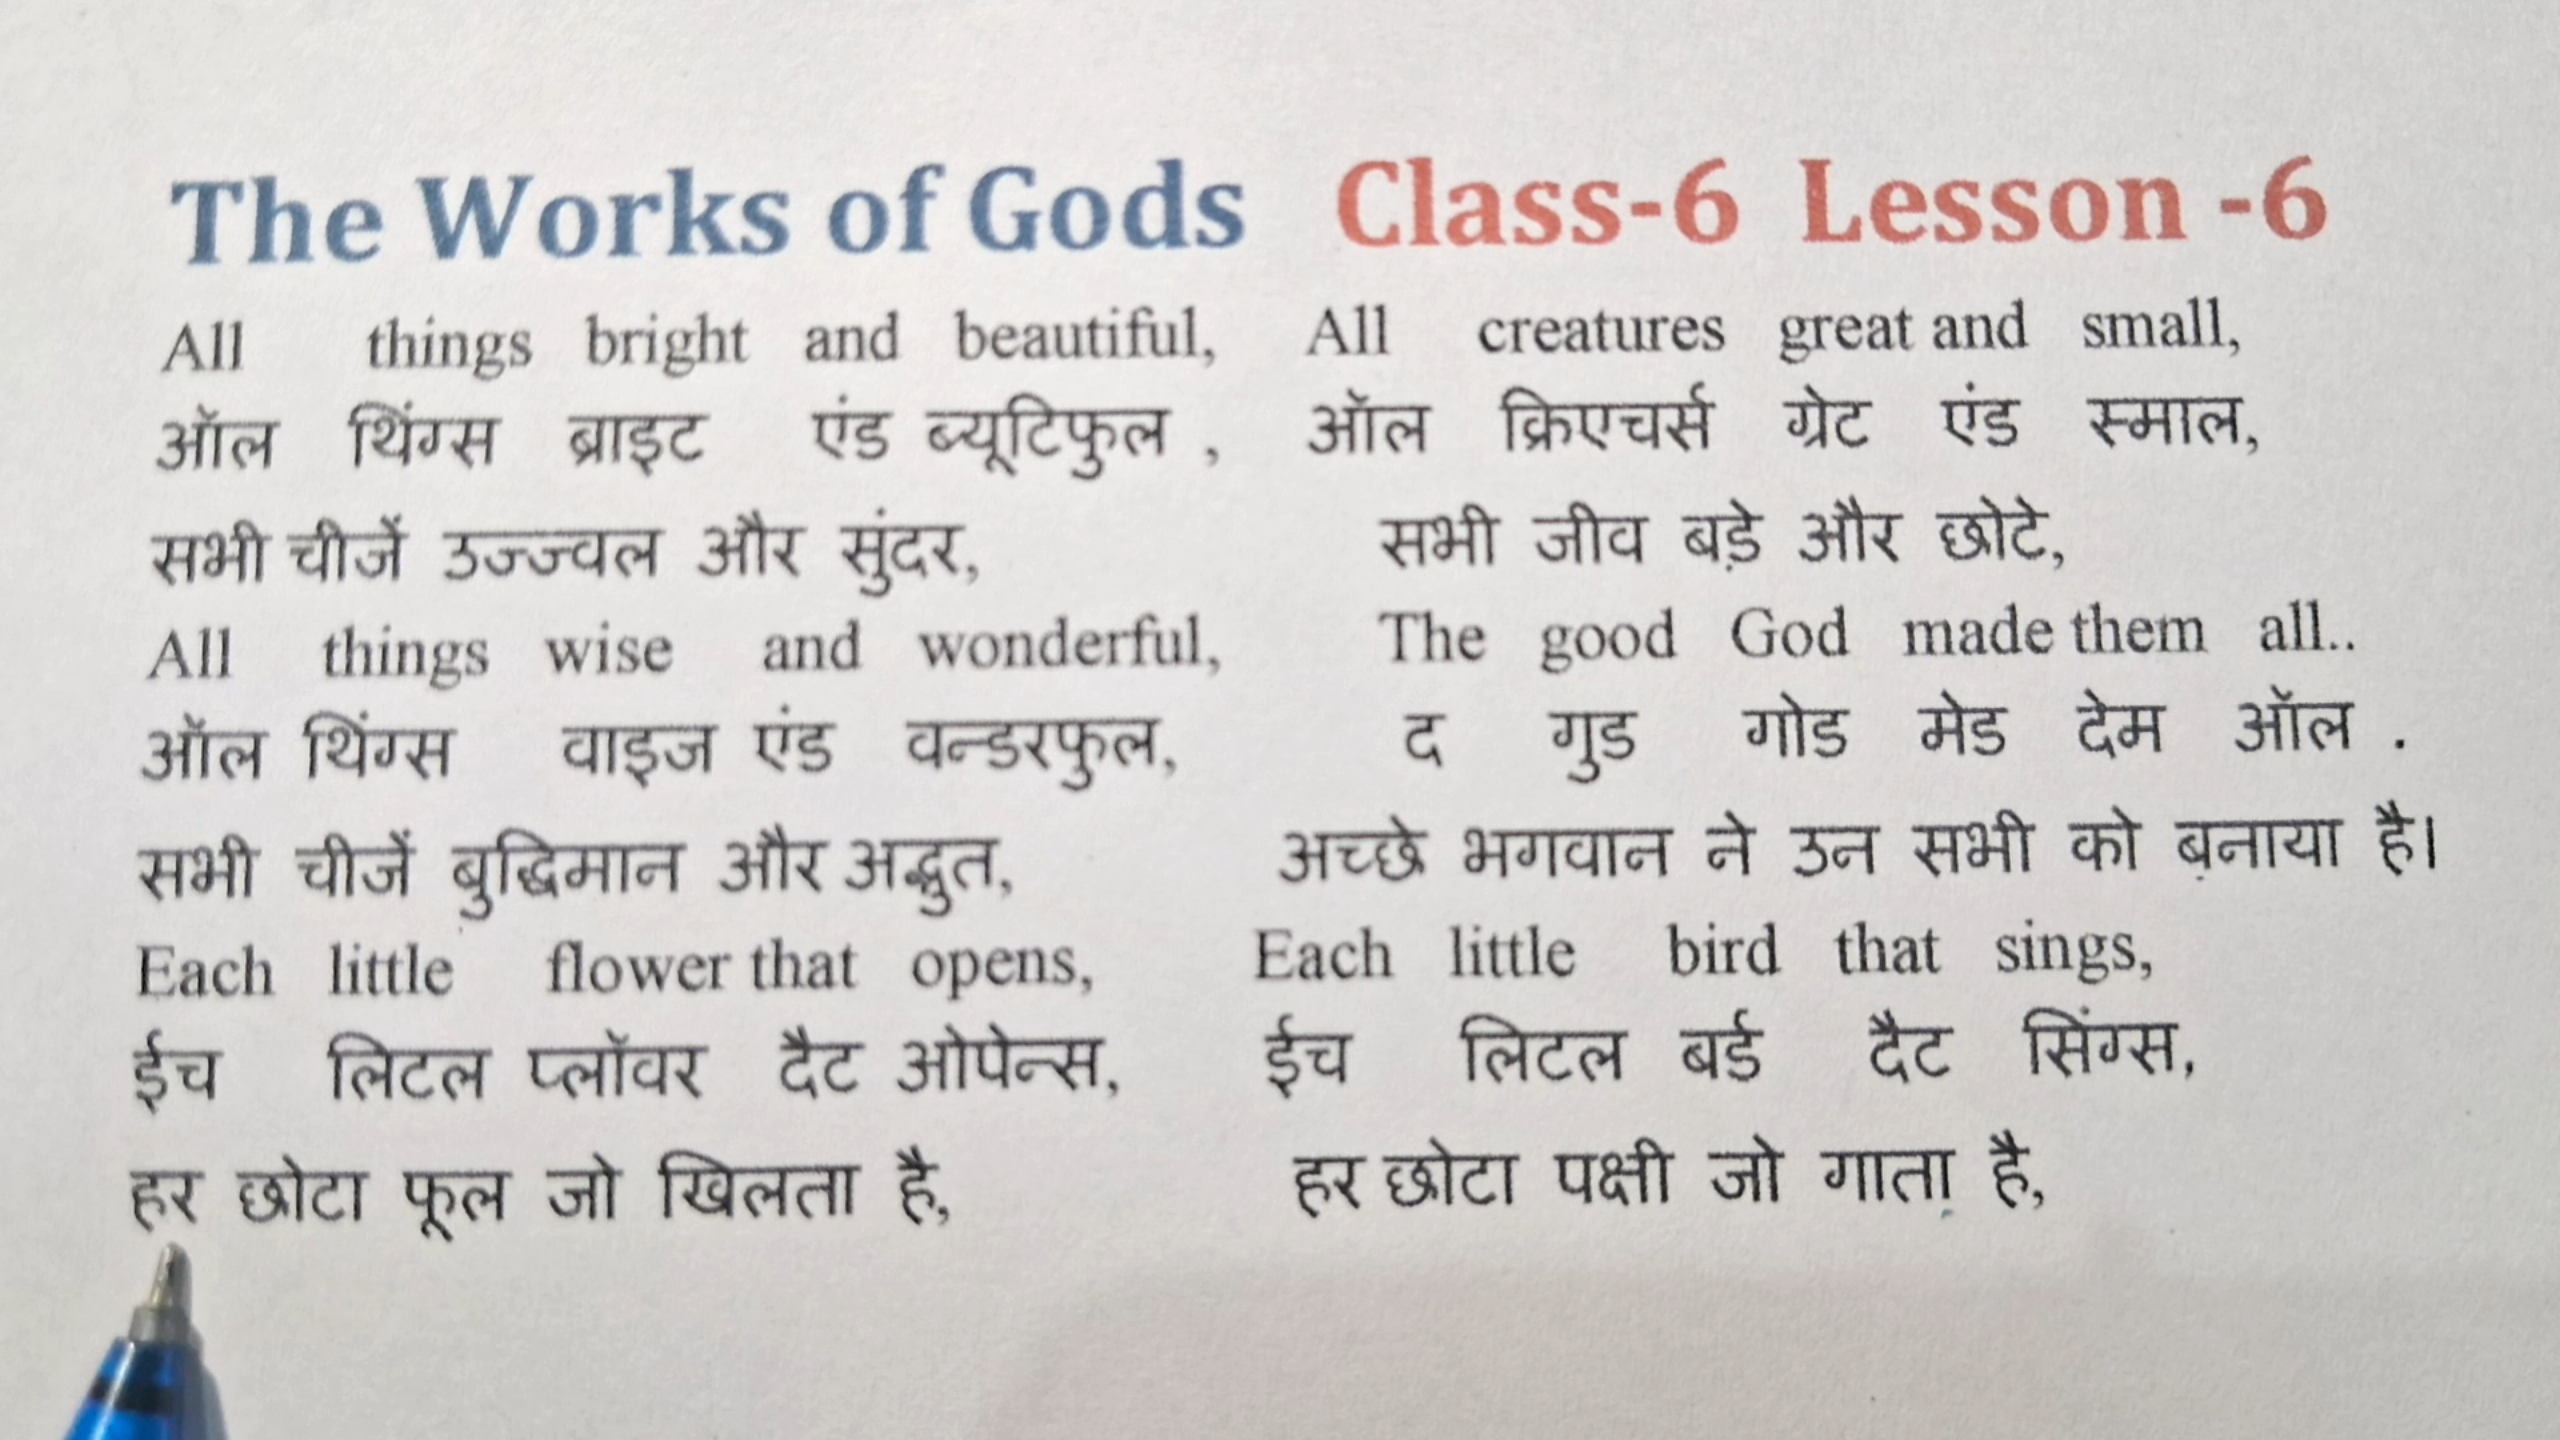 The Works of Gods Class-6 Lesson -6
All things bright and beautiful, All creatures great and small,
ऑल थिंग्स ब्राइट एंड ब्यूटिफुल , ऑल क्रिएचर्स ग्रेट एंड स्माल,
सभी चीजें उज्ज्वल और सुंदर, सभी जीव बड़े और छोटे,
All things wise and wonderful, The good God made them all..
ऑल थिंग्स वाइज एंड वन्डरफुल, द गुड गोड मेड देम ऑल .
सभी चीजें बुद्धिमान और अद्भुत, अच्छे भगवान ने उन सभी को बनाया है।
Each little flower that opens, Each little bird that sings,
ईच लिटल प्लॉवर दैट ओपेन्स, ईच लिटल बर्ड दैट सिंग्स,
हर छोटा फूल जो खिलता है, हर छोटा पक्षी जो गाता है,